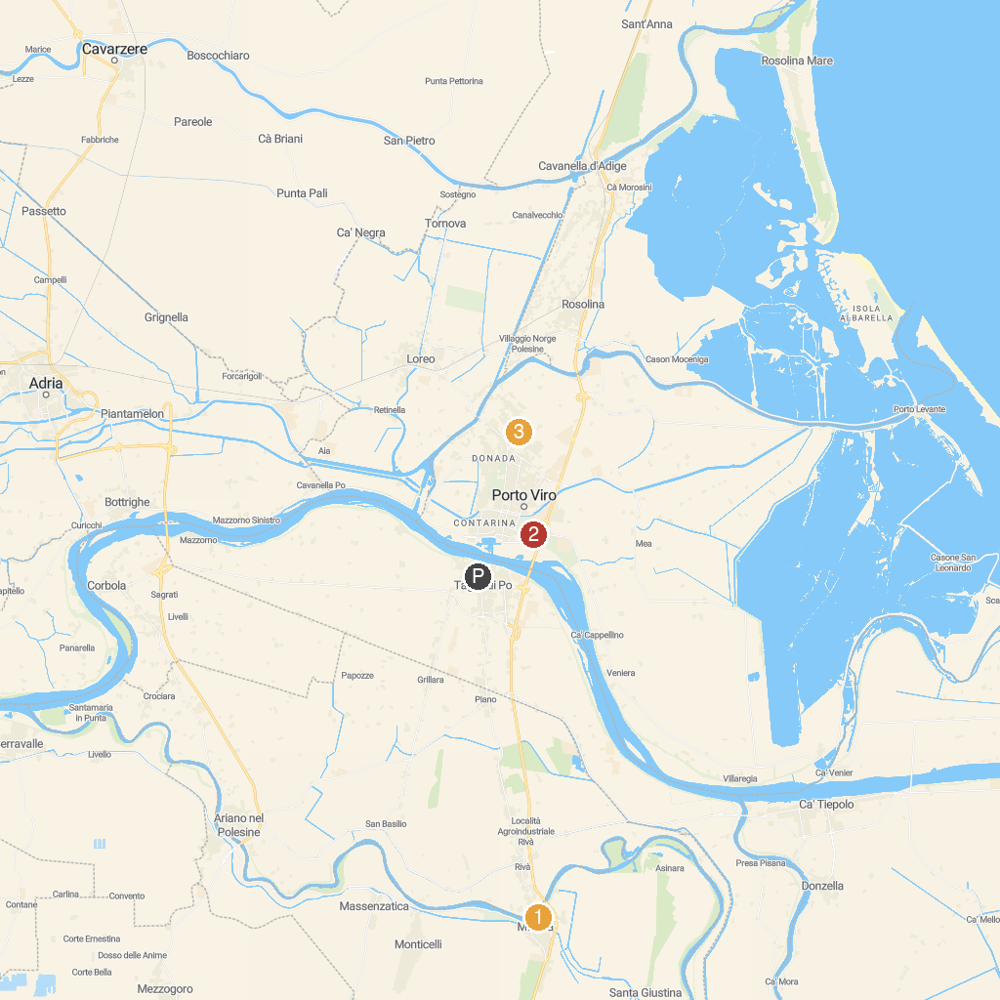 Sant'Anna
Cavarzere
Marice
Boscochiaro
Rosolina Mare
Lezze
Punta Pettorina
Pareole
Fabbriche
Cà Briani
San Pietro
Cavanella d'Adige
Cà Morosini
Punta Pali
Sostegno
Passetto
Canalvecchio
Tornova
Ca' Negra
Campelli
Rosolina
ISOLA
ALBARELLA
Grignella
Villaggio Norge
Polesine
Loreo
Cason Moceniga
Forcarigoli
Adria
Piantamelon
Retinella
Porto Levante
3
Aia
DONADA
Cavanella Po
Porto Viro
Bottrighe
Mazzorno Sinistro
CONTARINA
Curicchi
2
Mazzorno
Mea
Casone San
Leonardo
P
Corbola
Sagrati
Livelli
Ca' Cappellino
Panarella
Papozze
Grillara
Veniera
Crociara
Piano
Santamaria
in Punta
Livello
Ca' Venier
Villaregia
Ca' Tiepolo
Ariano nel
Polesine
San Basilio
Località
Agroindustriale
Rivà
Rivà
Asinara
Presa Pisana
Donzella
Carlina
Convento
Contane
Massenzatica
1
Ca' Mello
Corte Ernestina
Monticelli
Dosso delle Anime
Corte Bella
Ca' Mora
Mezzogoro
Santa Giustina